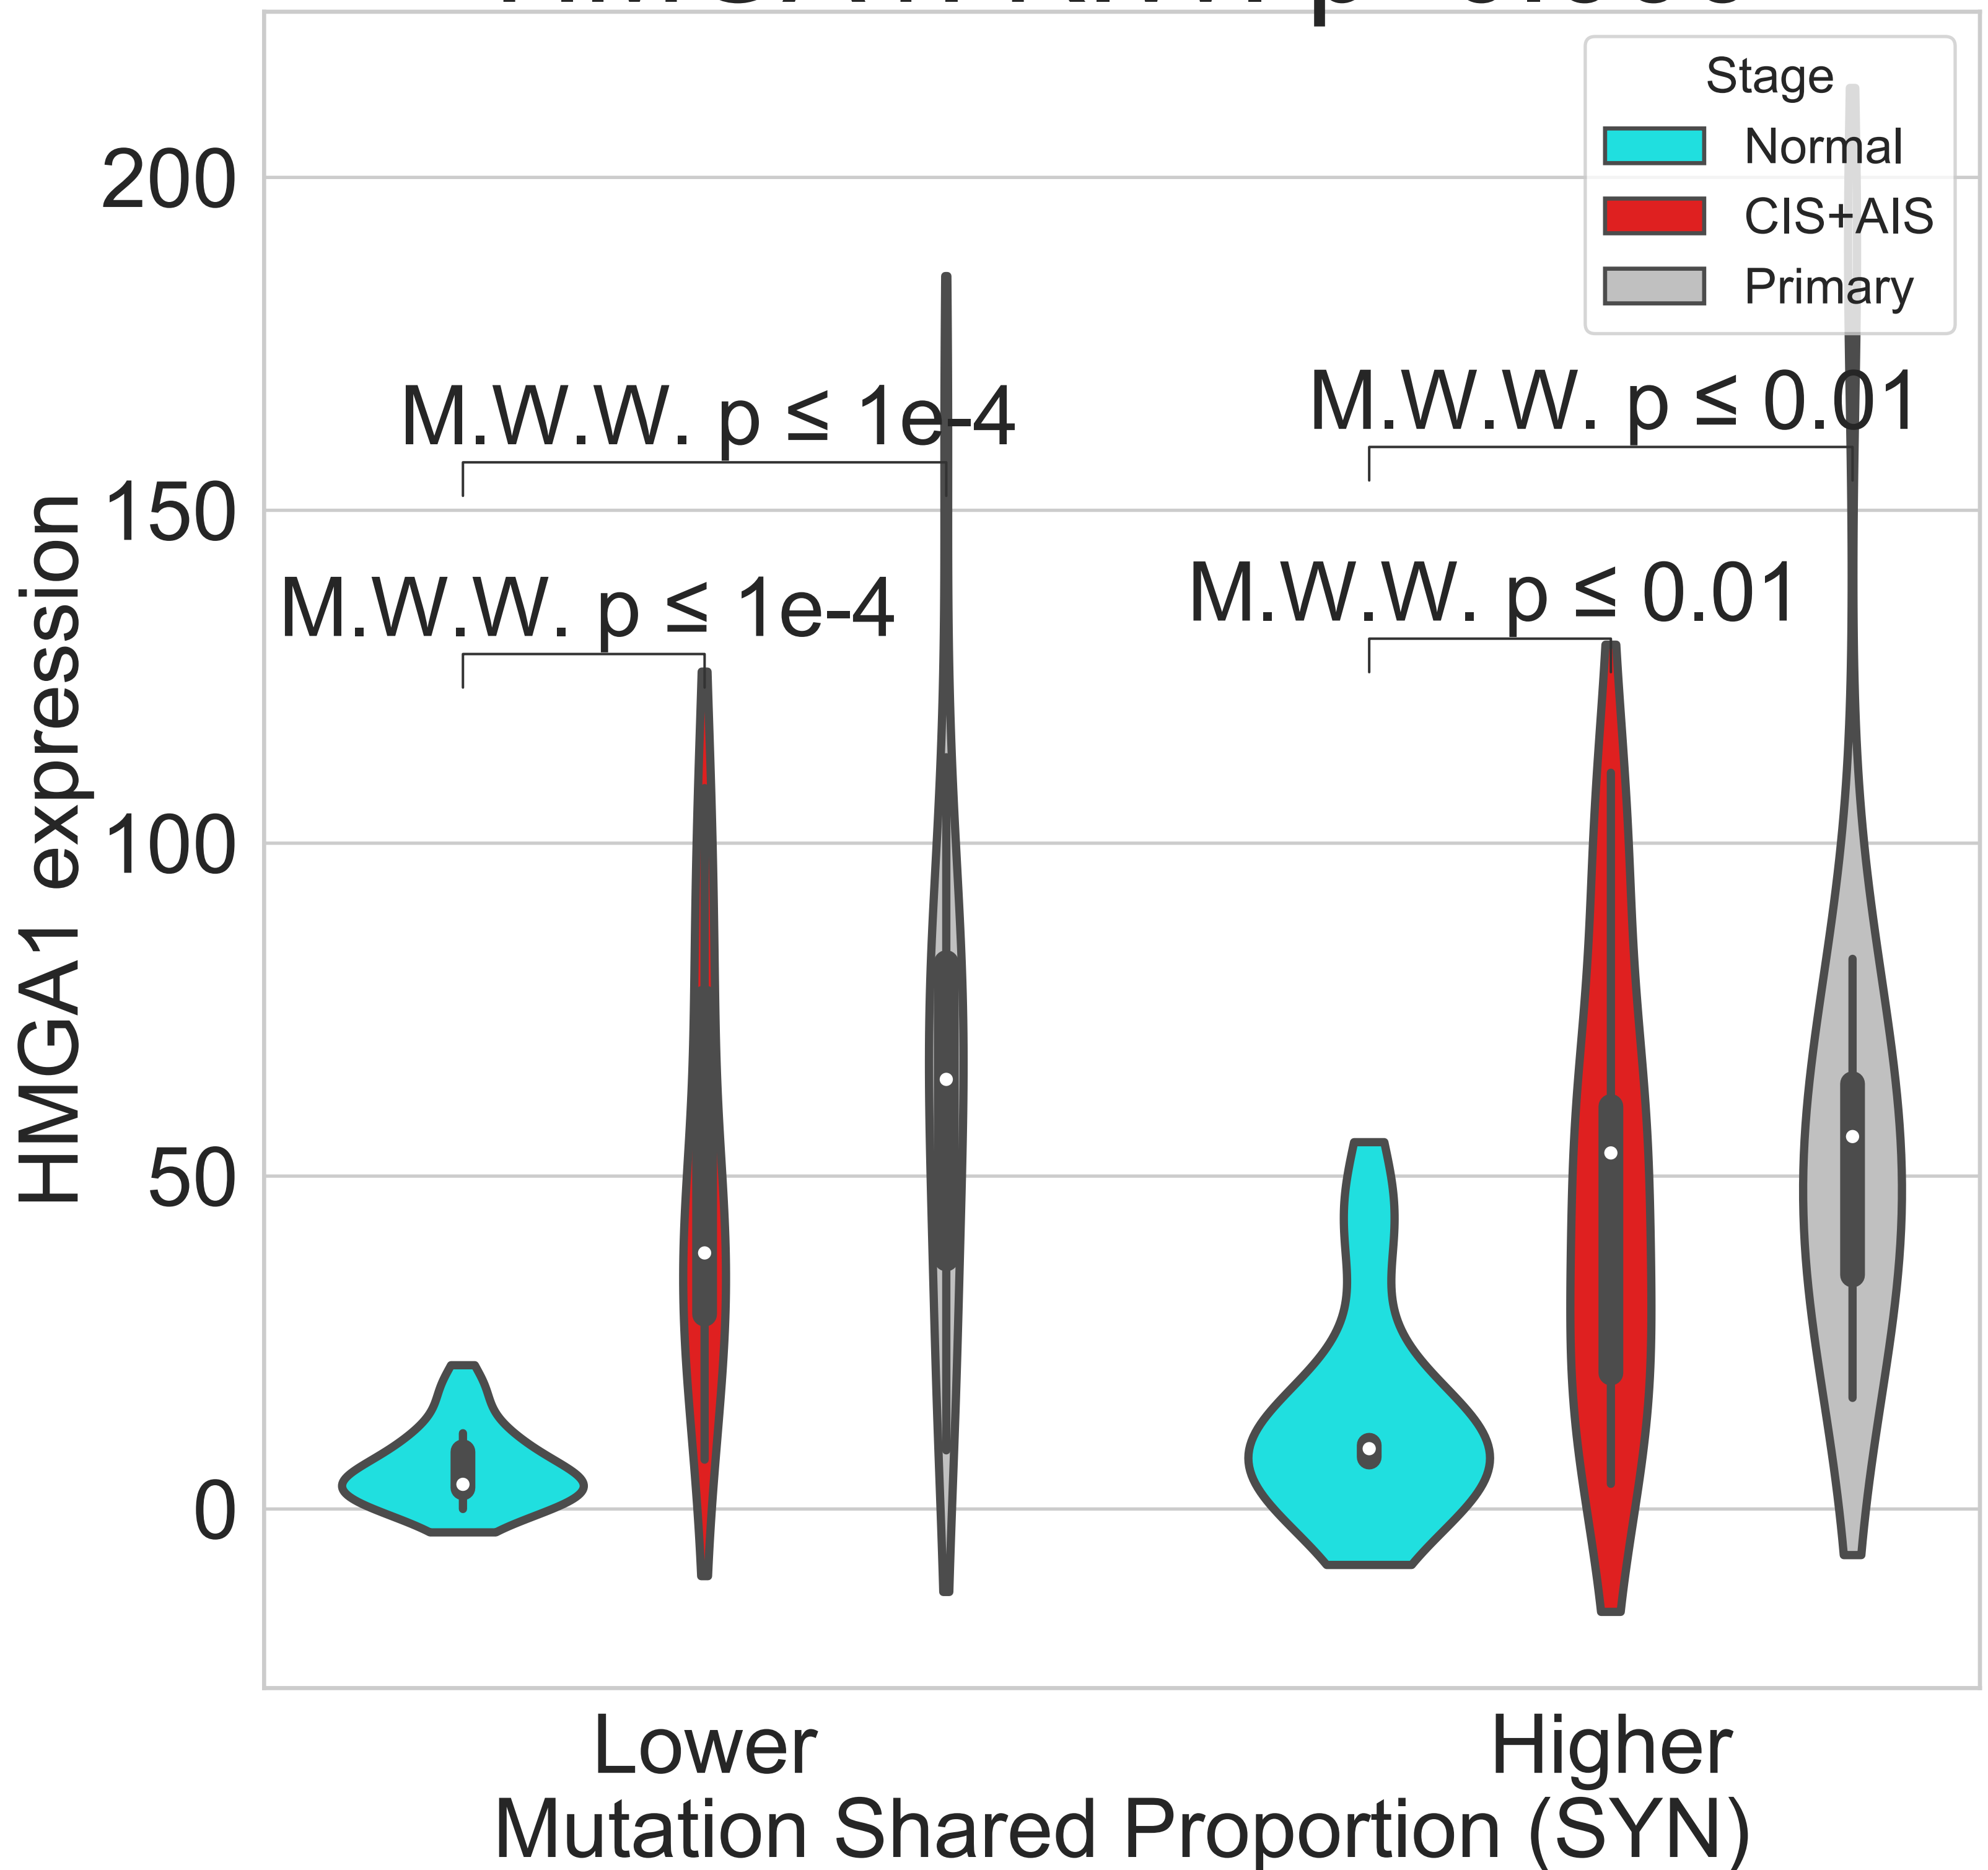 Stage
Normal
CIS+AIS
Primary
200
150
100
50
0
HMGA1 expression
M.W.W. p ≤ 1e-4
M.W.W. p ≤ 0.01
M.W.W. p ≤ 1e-4
M.W.W. p ≤ 0.01
Lower
Higher
Mutation Shared Proportion (SYN)